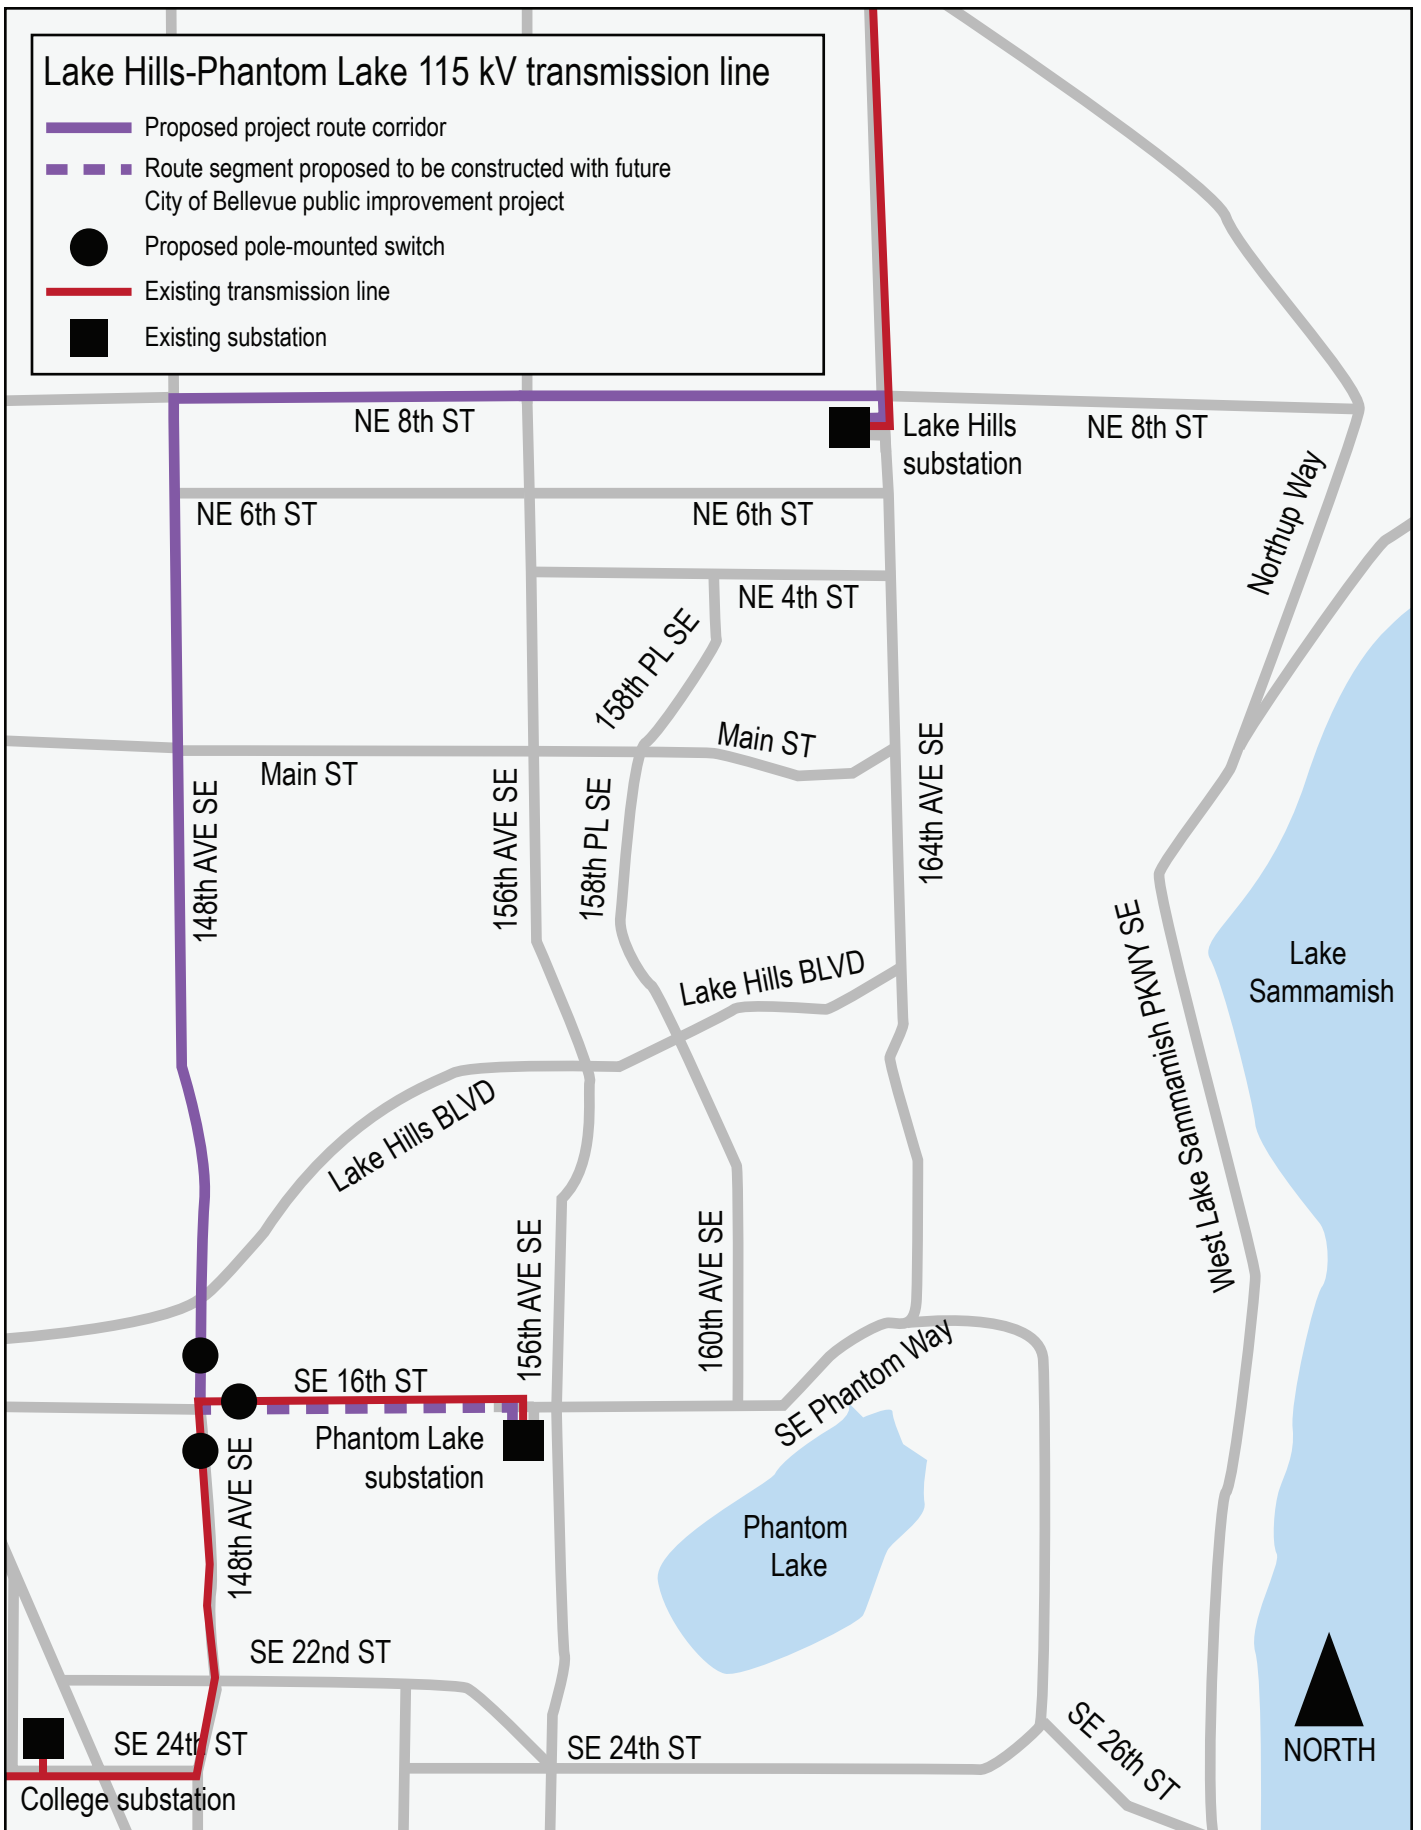 Lake Hills-Phantom Lake 115 kV transmission line
Proposed project route corridor
Route segment proposed to be constructed with future
City of Bellevue public improvement project
Proposed pole-mounted switch
Existing transmission line
Existing substation
NE 8th ST
Lake Hills
substation
NE 8th ST
Northup Way
NE 6th ST
NE 6th ST
NE 4th ST
158th PL SE
Main ST
Main ST
148th AVE SE
156th AVE SE
158th PL SE
164th AVE SE
Lake Hills BLVD
West Lake Sammamish PKWY SE
Lake
Sammamish
Lake Hills BLVD
156th AVE SE
160th AVE SE
SE Phantom Way
SE 16th ST
Phantom Lake
substation
148th AVE SE
Phantom
Lake
SE 22nd ST
SE 24th ST
SE 24th ST
SE 26th ST
NORTH
College substation